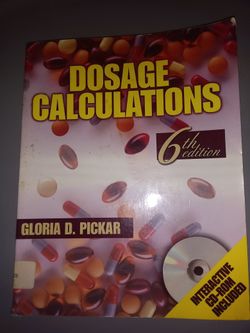 DOSAGE
CALCULATIONS
6th
edition
GLORIA D. PICKAR
INTERACTIVE
CD-ROM
INCLUDED